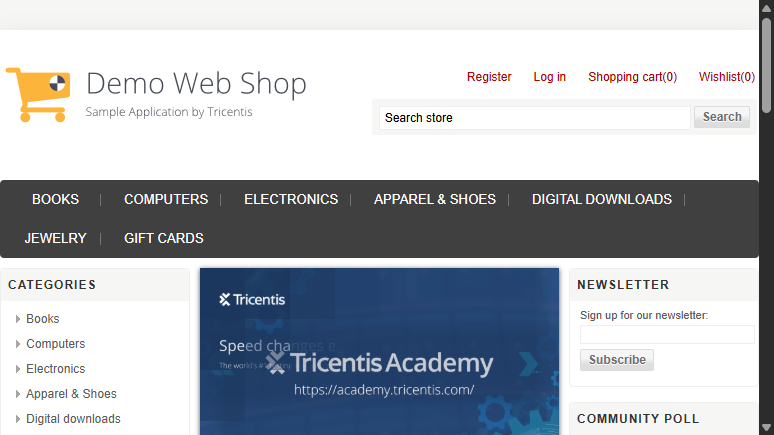 Demo Web Shop
Sample Application by Tricentis
Register Log in Shopping cart(0) Wishlist(0)
Search store Search
BOOKS COMPUTERS ELECTRONICS APPAREL & SHOES DIGITAL DOWNLOADS
JEWELRY GIFT CARDS
CATEGORIES
Books
Computers
Electronics
Apparel & Shoes
Digital downloads
Tricentis
Speed changes e
The world's #1
Tricentis Academy
https://academy.tricentis.com/
NEWSLETTER
Sign up for our newsletter:
Subscribe
COMMUNITY POLL